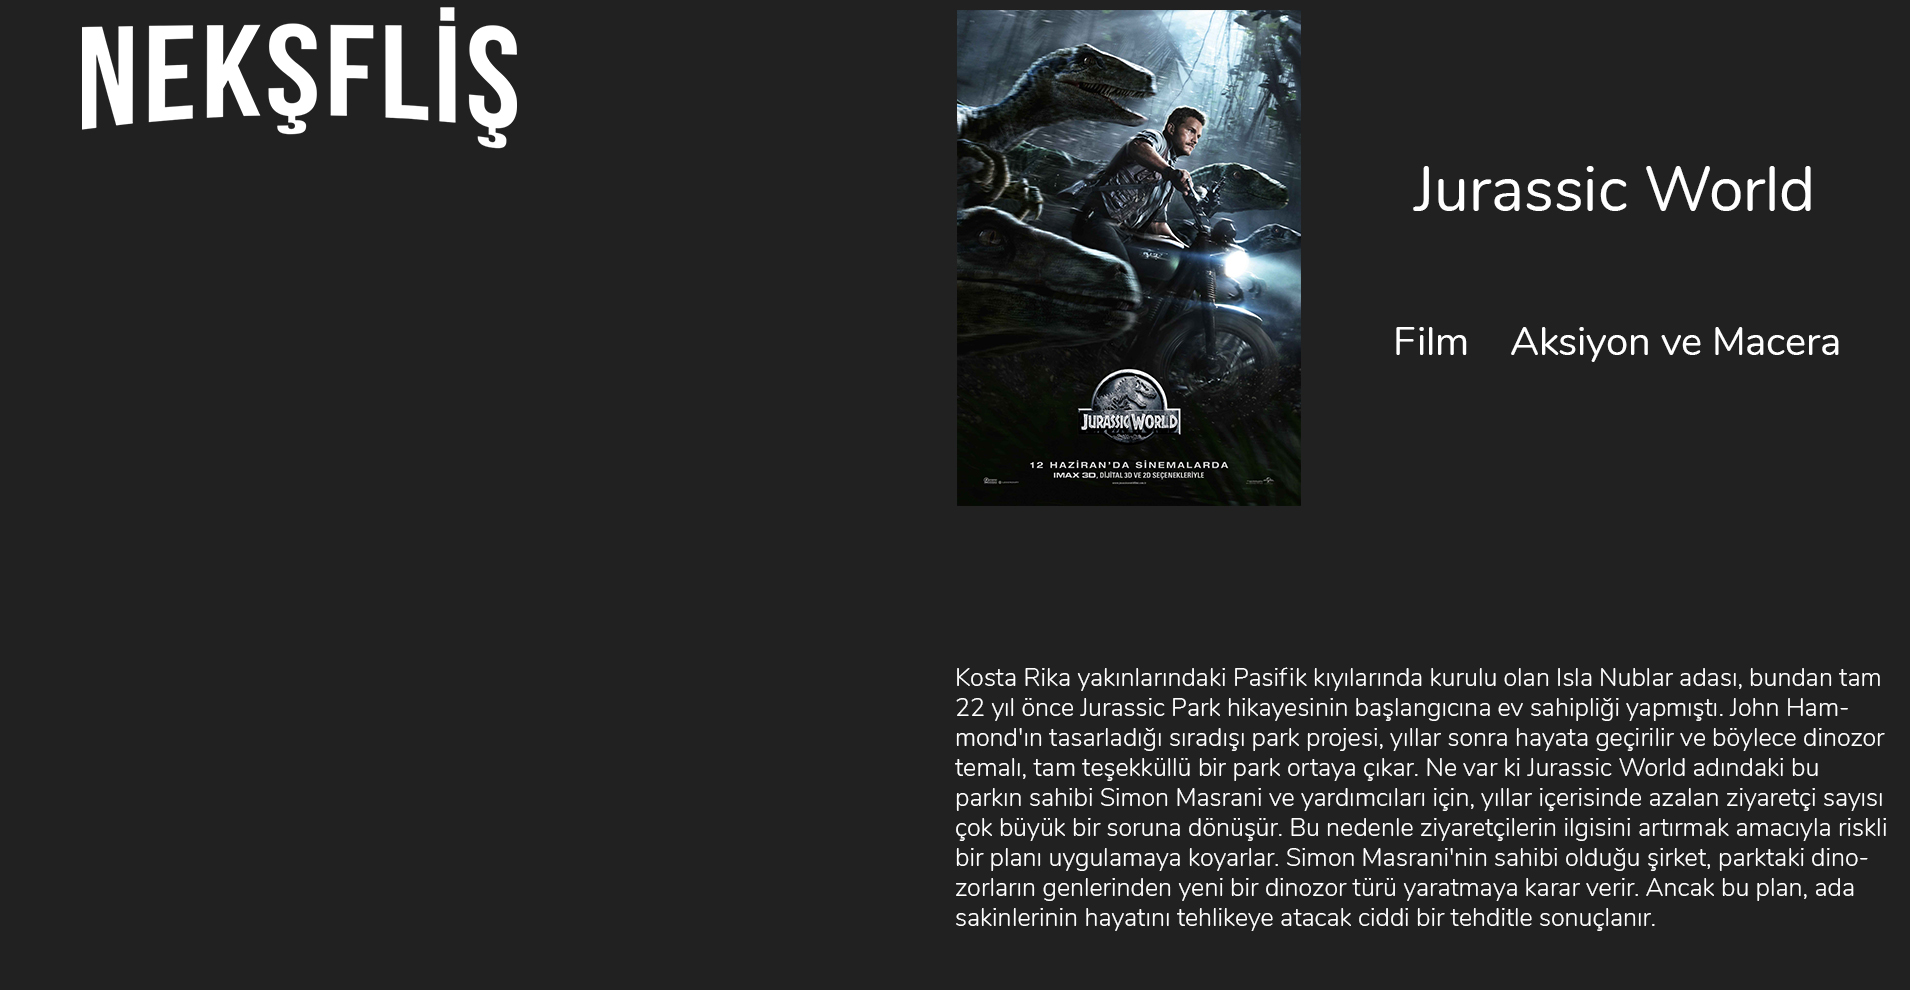 NEKŞFLİŞ
Jurassic World
Film Aksiyon ve Macera
JURASSIC WORLD
12 HAZİRAN'DA SİNEMALARDA
IMAX 3D, DİJİTAL 3D VE 2D SEÇENEKLERİYLE
Kosta Rika yakınlarındaki Pasifik kıyılarında kurulu olan Isla Nublar adası, bundan tam
22 yıl önce Jurassic Park hikayesinin başlangıcına ev sahipliği yapmıştı. John Ham-
mond'ın tasarladığı sıradışı park projesi, yıllar sonra hayata geçirilir ve böylece dinozor
temalı, tam teşekküllü bir park ortaya çıkar. Ne var ki Jurassic World adındaki bu
parkın sahibi Simon Masrani ve yardımcıları için, yıllar içerisinde azalan ziyaretçi sayısı
çok büyük bir soruna dönüşür. Bu nedenle ziyaretçilerin ilgisini artırmak amacıyla riskli
bir planı uygulamaya koyarlar. Simon Masrani'nin sahibi olduğu şirket, parktaki dino-
zorların genlerinden yeni bir dinozor türü yaratmaya karar verir. Ancak bu plan, ada
sakinlerinin hayatını tehlikeye atacak ciddi bir tehditle sonuçlanır.